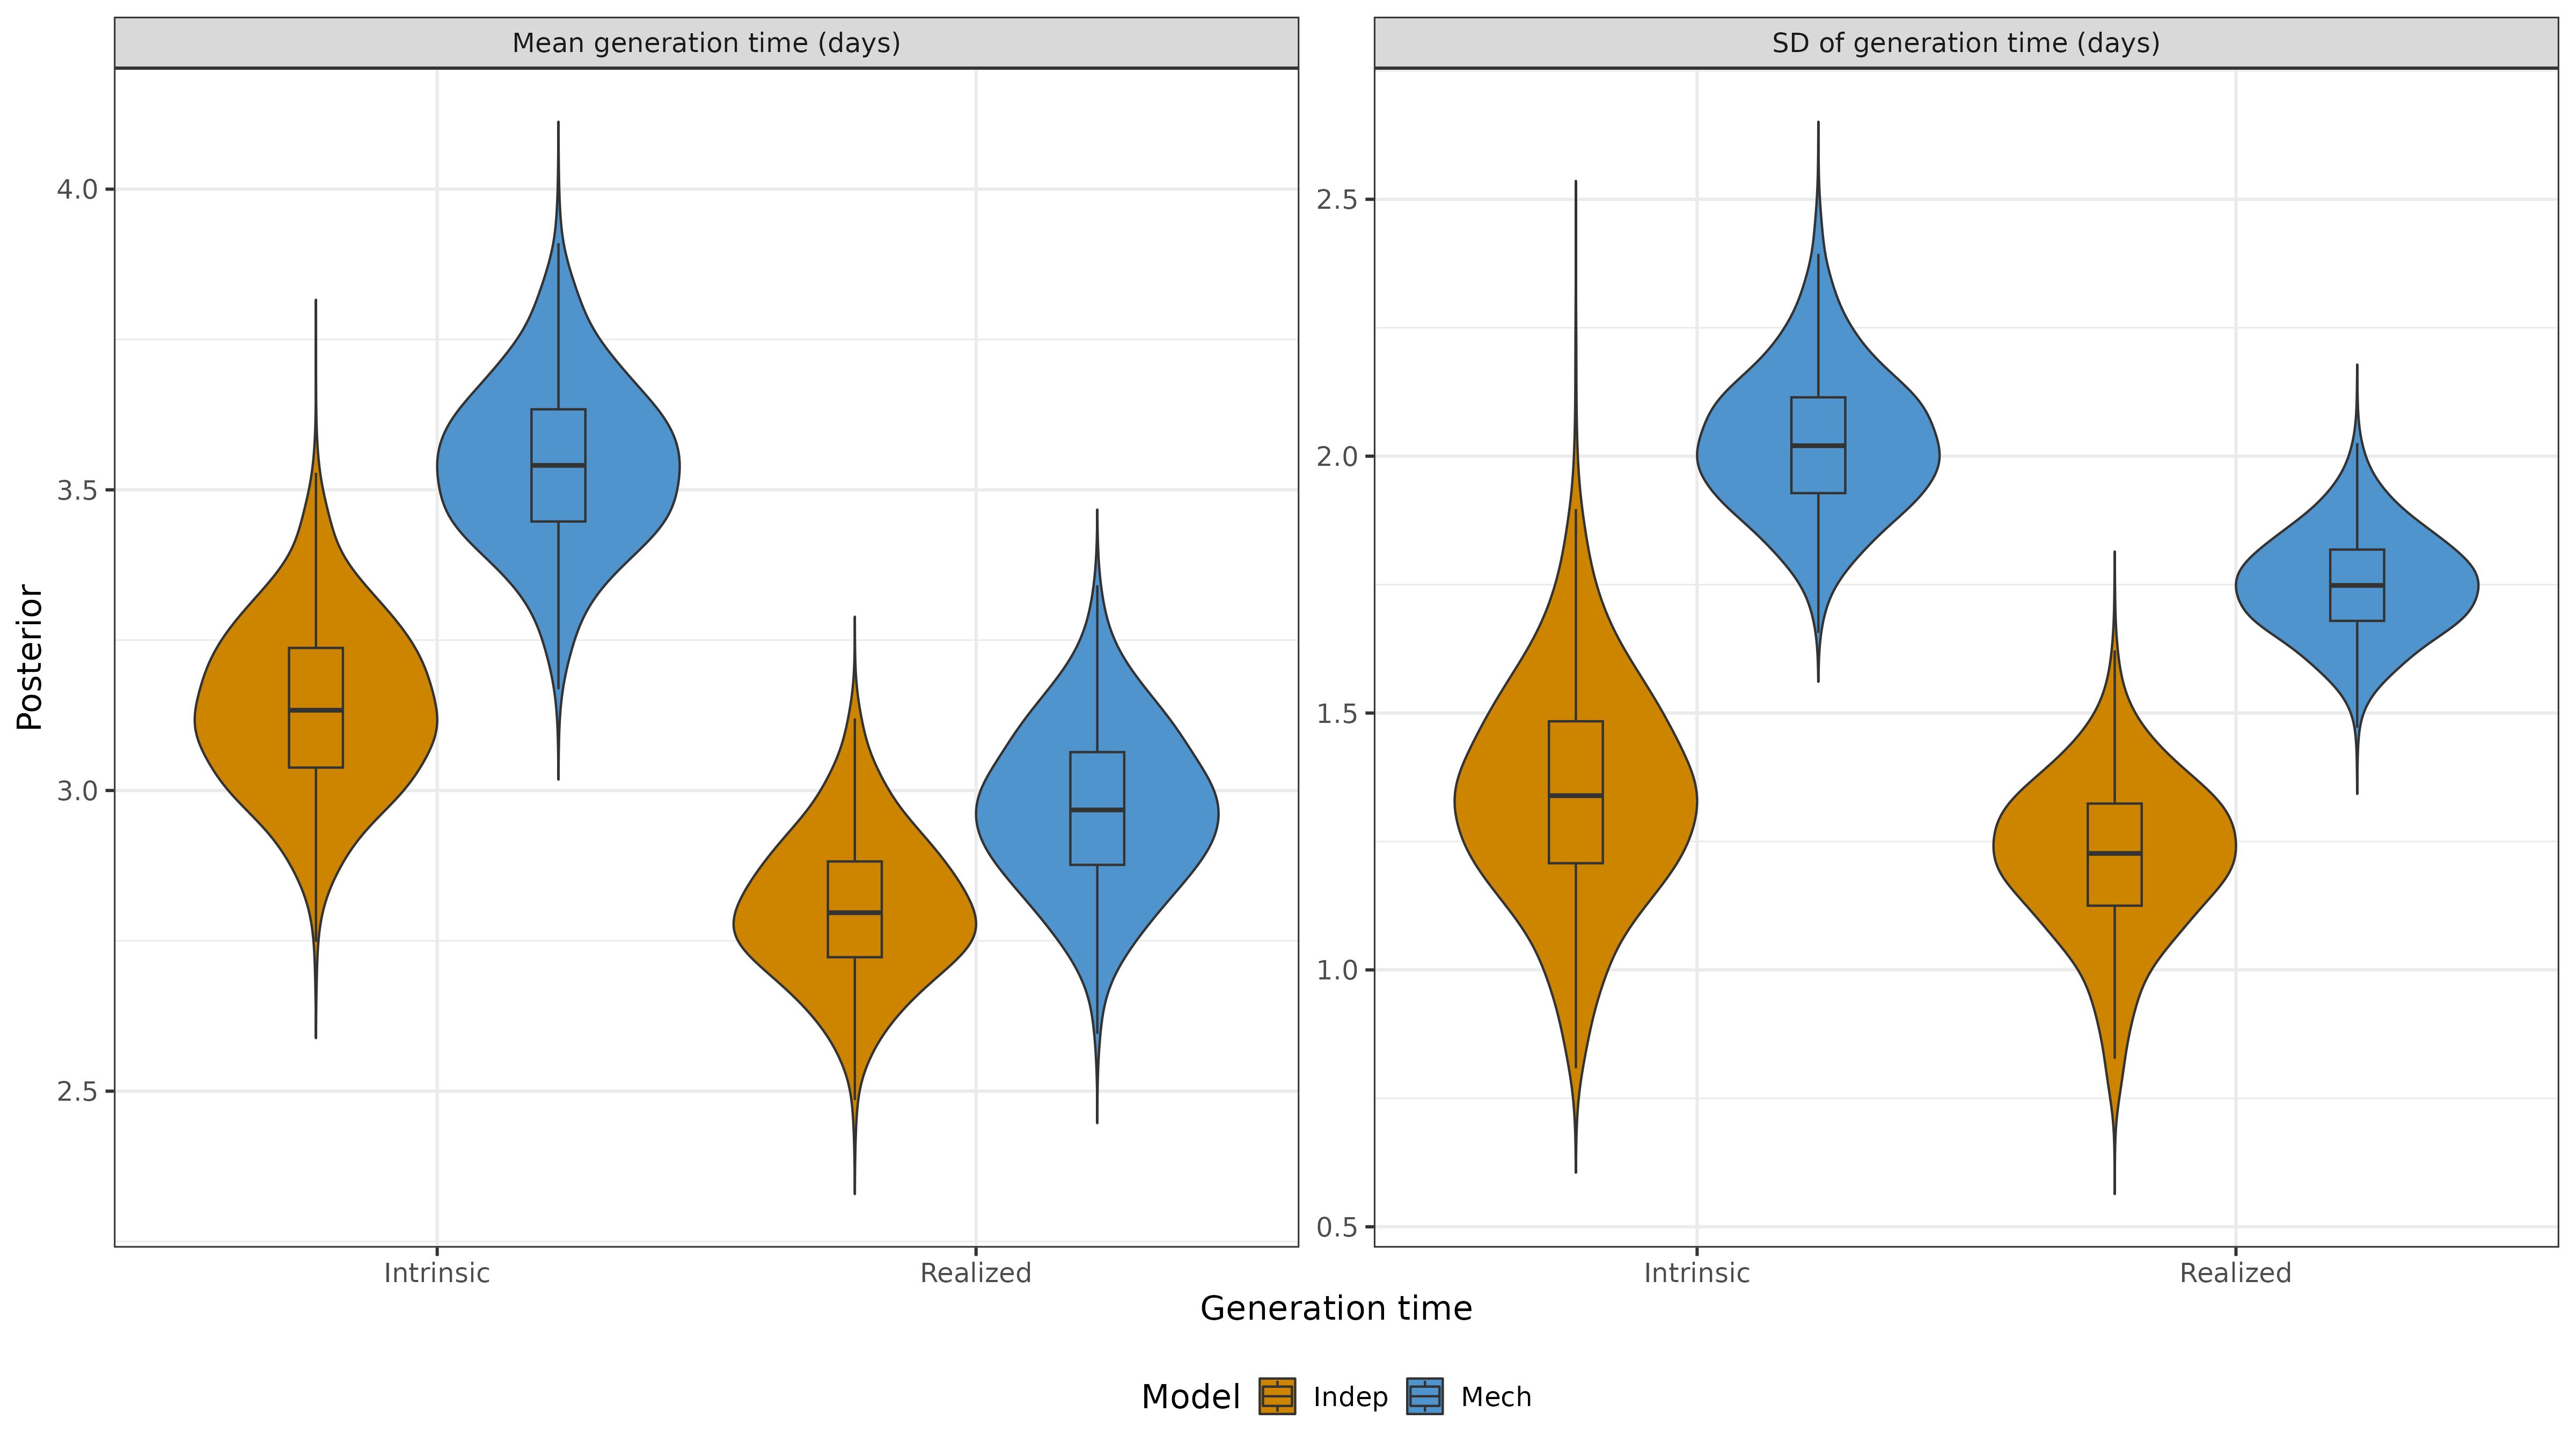 Mean generation time (days)
SD of generation time (days)
Posterior
4.0
3.5
3.0
2.5
2.5
2.0
1.5
1.0
0.5
Intrinsic
Realized
Intrinsic
Realized
Generation time
Model Indep Mech